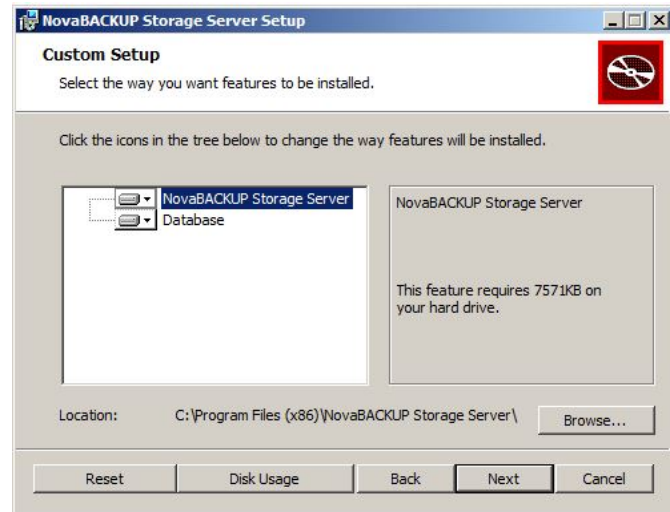 NovaBACKUP Storage Server Setup
Custom Setup
Select the way you want features to be installed.
Click the icons in the tree below to change the way features will be installed.
NovaBACKUP Storage Server
Database
NovaBACKUP Storage Server
This feature requires 7571KB on
your hard drive.
Location: C:\Program Files (x86)\NovaBACKUP Storage Server\ Browse...
Reset Disk Usage Back Next Cancel